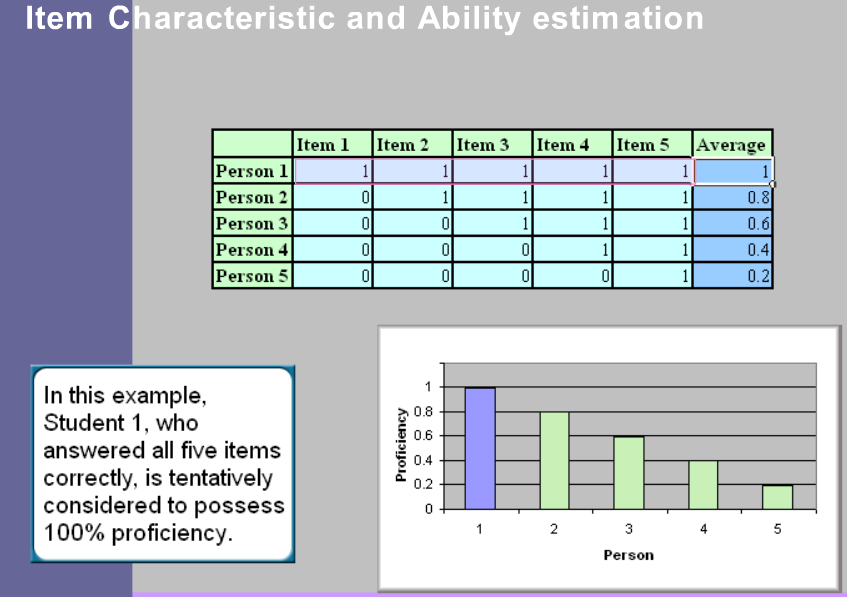 Item Characteristic and Ability estimation
Item 1 Item 2 Item 3 Item 4 Item 5 Average
Person 1 1 1 1 1 1 1
Person 2 0 1 1 1 1 0.8
Person 3 0 0 1 1 1 0.6
Person 4 0 0 0 1 1 0.4
Person 5 0 0 0 0 1 0.2
In this example,
Student 1, who
answered all five items
correctly, is tentatively
considered to possess
100% proficiency.
Proficiency
1
0.8
0.6
0.4
0.2
0
1 2 3 4 5
Person